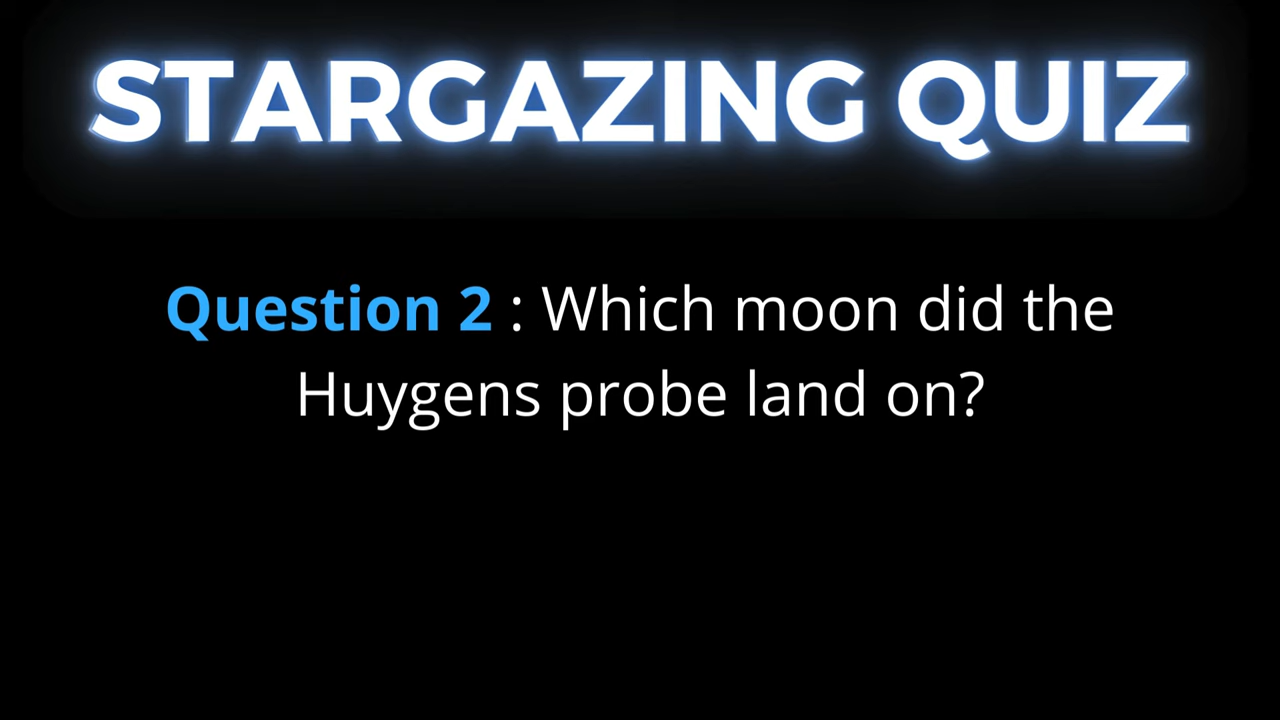 STARGAZING QUIZ
Question 2 : Which moon did the
Huygens probe land on?